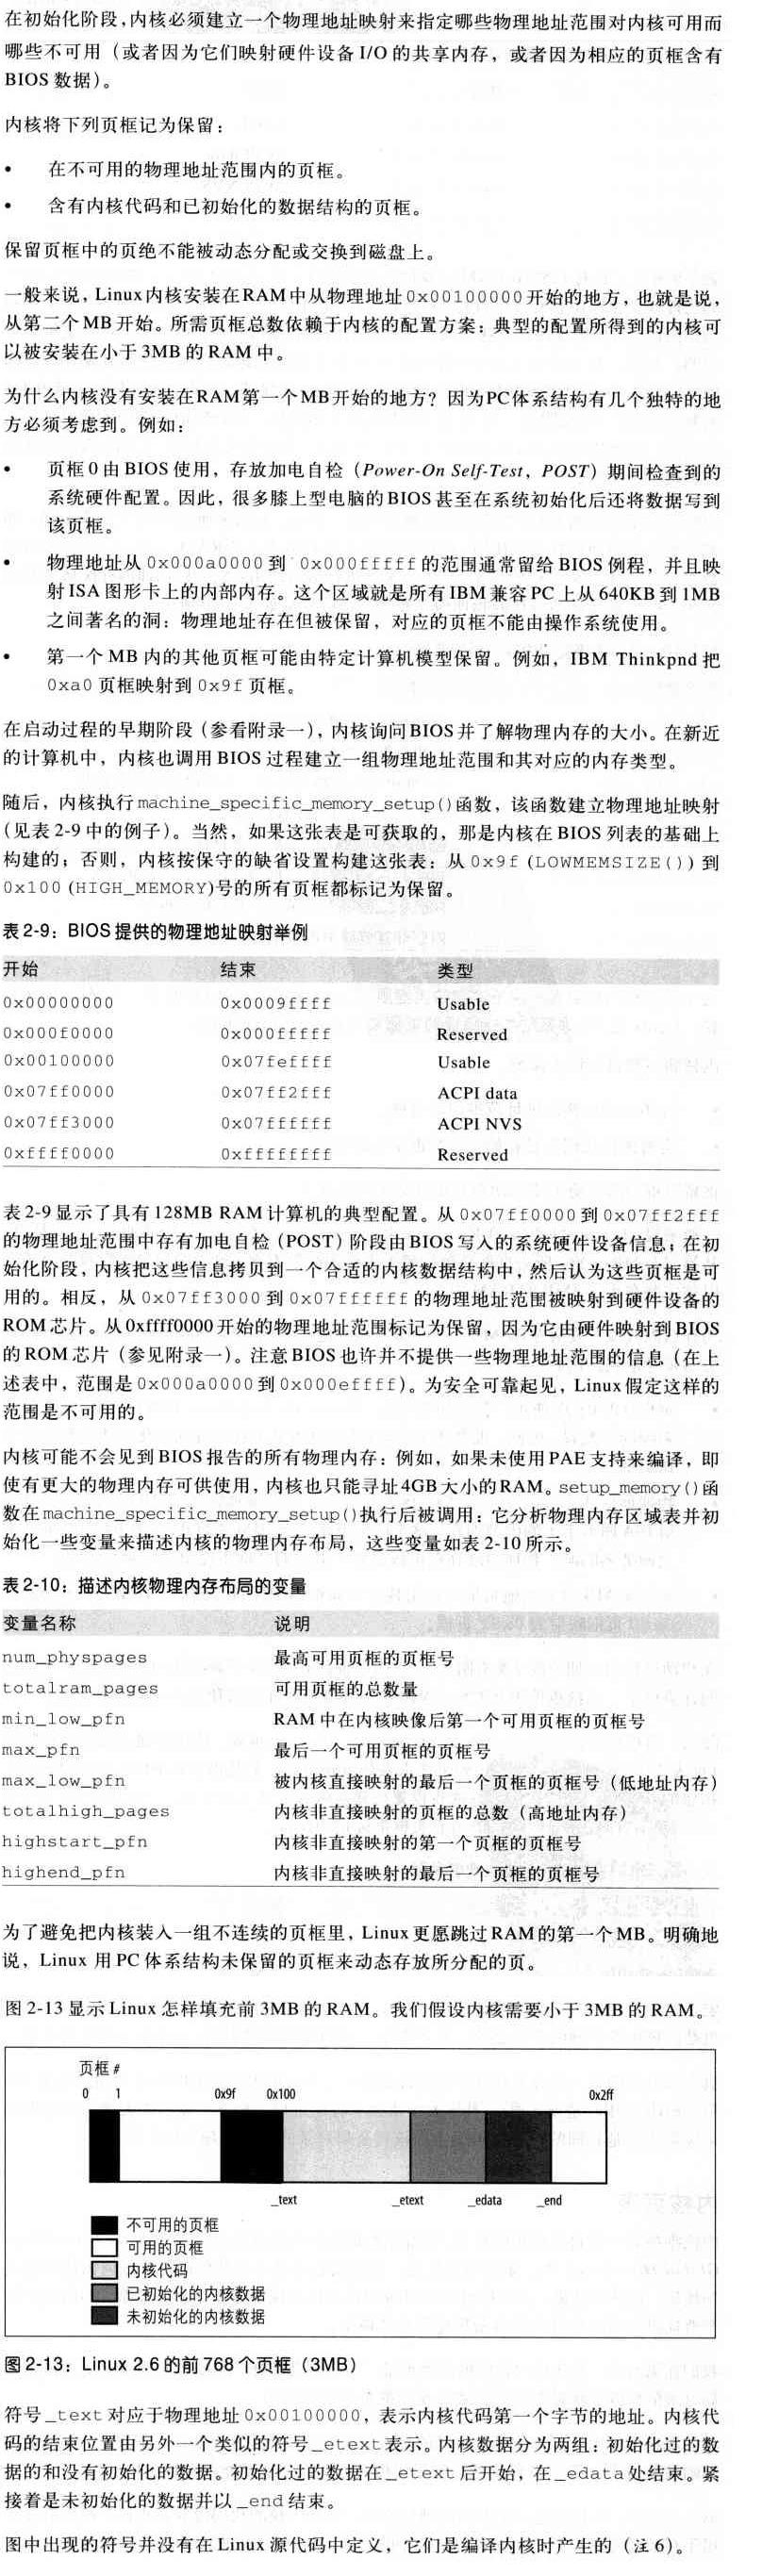 在初始化阶段,内核必须建立一个物理地址映射来指定哪些物理地址范围对内核可用而
哪些不可用（或者因为它们映射硬件设备 I/O 的共享内存，或者因为相应的页框含有
BIOS 数据）。
内核将下列页框记为保留：
• 在不可用的物理地址范围内的页框。
• 含有内核代码和已初始化的数据结构的页框。
保留页框中的页绝不能被动态分配或交换到磁盘上。
一般来说，Linux内核安装在RAM中从物理地址0x00100000开始的地方，也就是说，
从第二个MB开始。所需页框总数依赖于内核的配置方案：典型的配置所得到的内核可
以被安装在小于3MB的RAM中。
为什么内核没有安装在RAM第一个MB开始的地方？因为PC体系结构有几个独特的地
方必须考虑到。例如：
• 页框0由BIOS使用，存放加电自检（Power-On Self-Test，POST）期间检查到的
系统硬件配置。因此，很多膝上型电脑的BIOS甚至在系统初始化后还将数据写到
该页框。
• 物理地址从 0x000a0000 到 0x000fffff 的范围通常留给BIOS例程，并且映
射ISA图形卡上的内部内存。这个区域就是所有IBM兼容PC上从640KB到1MB
之间著名的洞：物理地址存在但被保留，对应的页框不能由操作系统使用。
• 第一个MB内的其他页框可能由特定计算机模型保留。例如，IBM Thinkpnd 把
0xa0 页框映射到 0x9f 页框。
在启动过程的早期阶段（参看附录一），内核询问BIOS并了解物理内存的大小。在新近
的计算机中，内核也调用BIOS过程建立一组物理地址范围和其对应的内存类型。
随后，内核执行machine_specific_memory_setup()函数，该函数建立物理地址映射
（见表2-9中的例子）。当然，如果这张表是可获取的，那是内核在BIOS列表的基础上
构建的；否则，内核按保守的缺省设置构建这张表：从0x9f (LOWMEMSIZE())到
0x100 (HIGH_MEMORY)号的所有页框都标记为保留。
表2-9：BIOS提供的物理地址映射举例
开始 结束 类型
0x00000000 0x0009ffff Usable
0x000f0000 0x000fffff Reserved
0x00100000 0x07feffff Usable
0x07ff0000 0x07ff2fff ACPI data
0x07ff3000 0x07ffffff ACPI NVS
0xffff0000 0xffffffff Reserved
表2-9显示了具有128MB RAM计算机的典型配置。从0x07ff0000到0x07ff2fff
的物理地址范围中存有加电自检（POST）阶段由BIOS写入的系统硬件设备信息；在初
始化阶段，内核把这些信息拷贝到一个合适的内核数据结构中，然后认为这些页框是可
用的。相反，从 0x07ff3000 到 0x07ffffff 的物理地址范围被映射到硬件设备的
ROM芯片。从0xffff0000开始的物理地址范围标记为保留，因为它由硬件映射到BIOS
的ROM芯片（参见附录一）。注意BIOS也许并不提供一些物理地址范围的信息（在上
述表中，范围是0x000a0000到0x000effff）。为安全可靠起见，Linux假定这样的
范围是不可用的。
内核可能不会见到BIOS报告的所有物理内存：例如，如果未使用PAE支持来编译，即
使有更大的物理内存可供使用，内核也只能寻址4GB大小的RAM。setup_memory()函
数在machine_specific_memory_setup()执行后被调用：它分析物理内存区域表并初
始化一些变量来描述内核的物理内存布局，这些变量如表2-10所示。
表2-10：描述内核物理内存布局的变量
变量名称 说明
num_physpages 最高可用页框的页框号
totalram_pages 可用页框的总数量
min_low_pfn RAM中在内核映像后第一个可用页框的页框号
max_pfn 最后一个可用页框的页框号
max_low_pfn 被内核直接映射的最后一个页框的页框号（低地址内存）
totalhigh_pages 内核非直接映射的页框的总数（高地址内存）
highstart_pfn 内核非直接映射的第一个页框的页框号
highend_pfn 内核非直接映射的最后一个页框的页框号
为了避免把内核装入一组不连续的页框里，Linux更愿跳过RAM的第一个MB。明确地
说，Linux 用PC体系结构未保留的页框来动态存放所分配的页。
图2-13显示Linux怎样填充前3MB的RAM。我们假设内核需要小于3MB的RAM。
页框 #
0 1 0x9f 0x100 0x2ff
_text _etext _edata _end
不可用的页框
可用的页框
内核代码
已初始化的内核数据
未初始化的内核数据
图2-13：Linux 2.6的前768个页框（3MB）
符号_text对应于物理地址0x00100000，表示内核代码第一个字节的地址。内核代
码的结束位置由另外一个类似的符号_etext表示。内核数据分为两组：初始化过的数
据的和没有初始化的数据。初始化过的数据在_etext后开始，在_edata处结束。紧
接着是未初始化的数据并以_end结束。
图中出现的符号并没有在Linux源代码中定义，它们是编译内核时产生的（注6）。